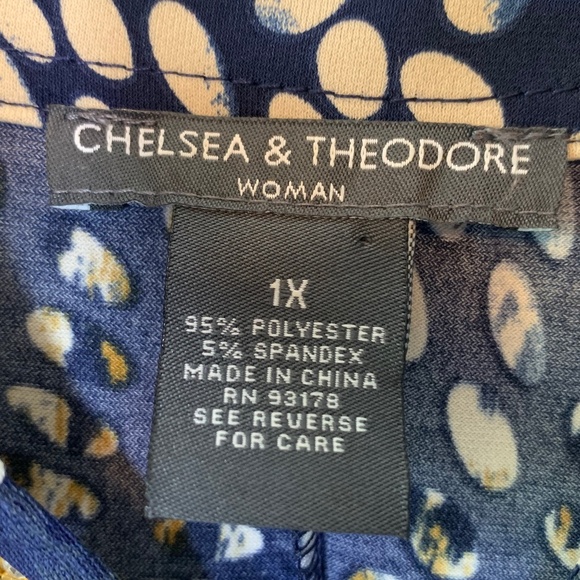 CHELSEA & THEODORE
WOMAN
1X
95% POLYESTER
5% SPANDEX
MADE IN CHINA
RN 93178
SEE REVERSE
FOR CARE